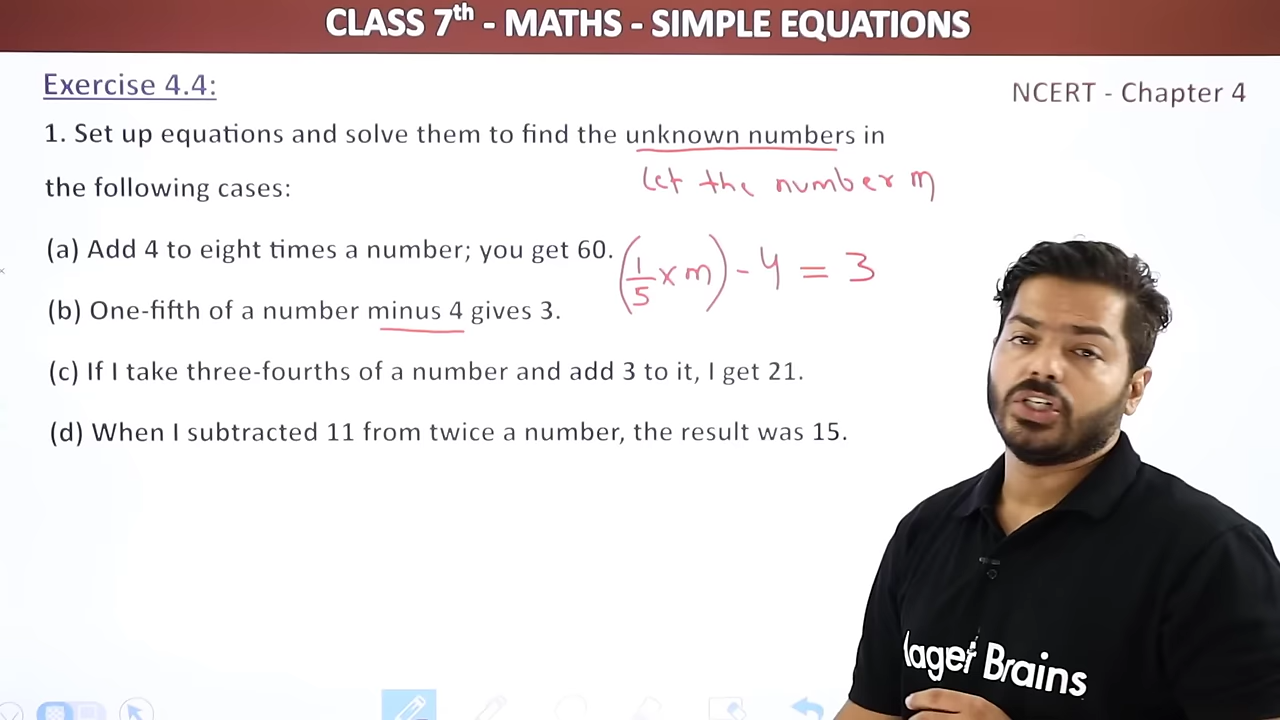 CLASS 7th - MATHS - SIMPLE EQUATIONS
Exercise 4.4:
NCERT - Chapter 4
1. Set up equations and solve them to find the unknown numbers in
let the number m
the following cases:
(a) Add 4 to eight times a number; you get 60.
(1/5 × m) - 4 = 3
(b) One-fifth of a number minus 4 gives 3.
(c) If I take three-fourths of a number and add 3 to it, I get 21.
(d) When I subtracted 11 from twice a number, the result was 15.
Brains